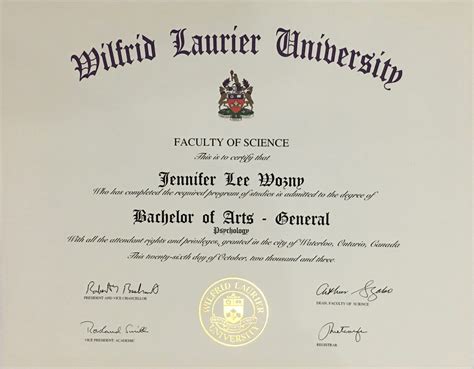 Wilfrid Laurier University
FACULTY OF SCIENCE
This is to certify that
Jennifer Lee Wozny
Who has completed the required program of studies is admitted to the degree of
Bachelor of Arts - General
Psychology
With all the attendant rights and privileges, granted in the city of Waterloo, Ontario, Canada
This twenty-sixth day of October, two thousand and three.
PRESIDENT AND VICE-CHANCELLOR
DEAN, FACULTY OF SCIENCE
WILFRID LAURIER
UNIVERSITY
VICE PRESIDENT: ACADEMIC
REGISTRAR